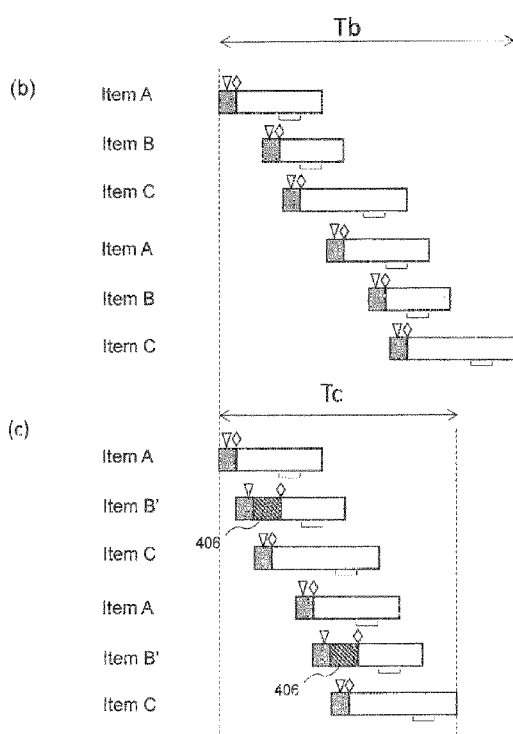 Tb
(b)
Item A
Item B
Item C
Item A
Item B
Item C
Tc
(c)
Item A
Item B'
406
Item C
Item A
Item B'
406
Item C